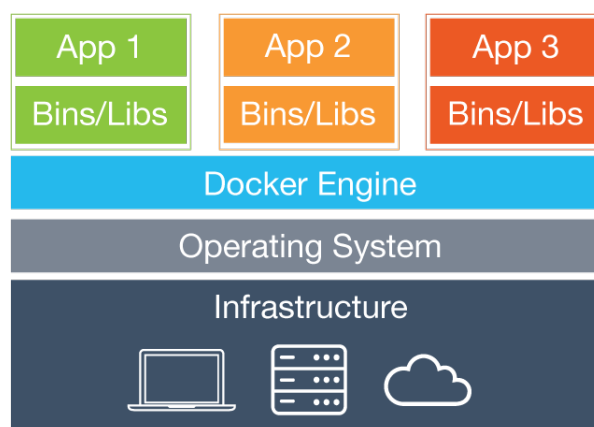 App 1
App 2
App 3
Bins/Libs
Bins/Libs
Bins/Libs
Docker Engine
Operating System
Infrastructure